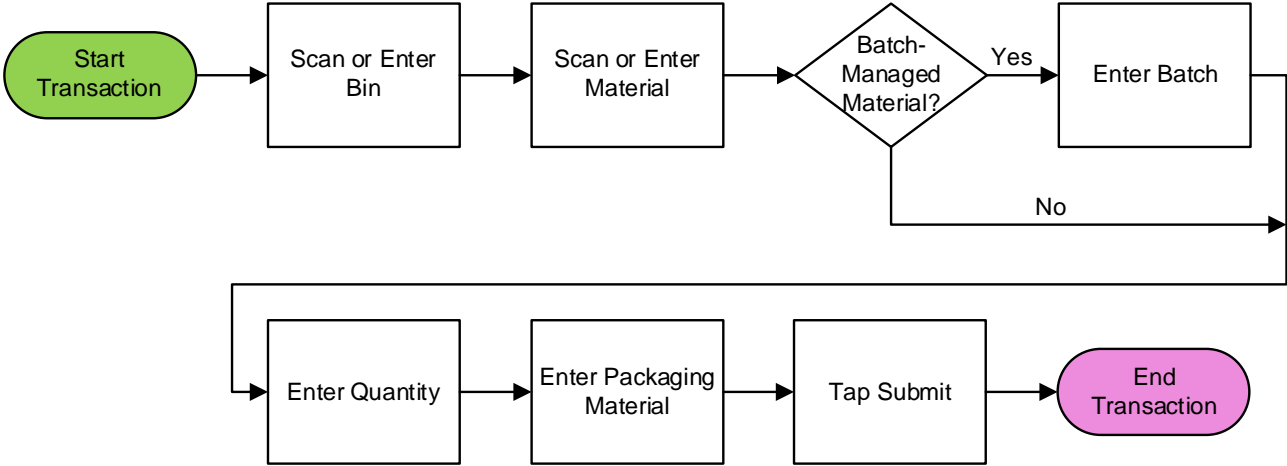 Start
Transaction
Scan or Enter
Bin
Scan or Enter
Material
Batch-
Managed
Material?
Yes
Enter Batch
No
Enter Quantity
Enter Packaging
Material
Tap Submit
End
Transaction